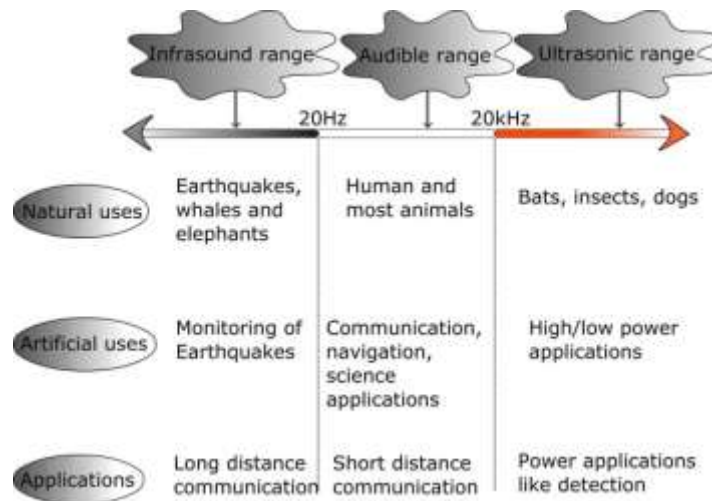 Infrasound range
Audible range
Ultrasonic range
20Hz
20kHz
Natural uses
Earthquakes,
whales and
elephants
Human and
most animals
Bats, insects, dogs
Artificial uses
Monitoring of
Earthquakes
Communication,
navigation,
science
applications
High/low power
applications
Applications
Long distance
communication
Short distance
communication
Power applications
like detection